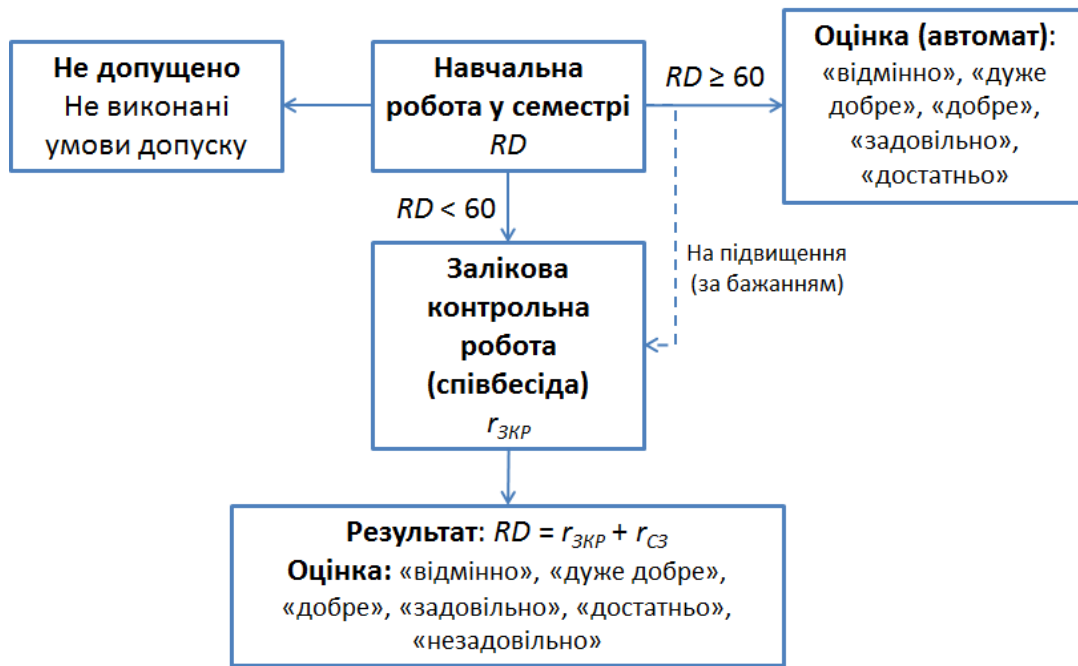 Не допущено
Не виконані
умови допуску
Навчальна
робота у семестрі
RD
RD ≥ 60
Оцінка (автомат):
«відмінно», «дуже
добре», «добре»,
«задовільно»,
«достатньо»
RD < 60
На підвищення
(за бажанням)
Залікова
контрольна
робота
(співбесіда)
rЗКР
Результат: RD = rЗКР + rСЗ
Оцінка: «відмінно», «дуже добре»,
«добре», «задовільно», «достатньо»,
«незадовільно»